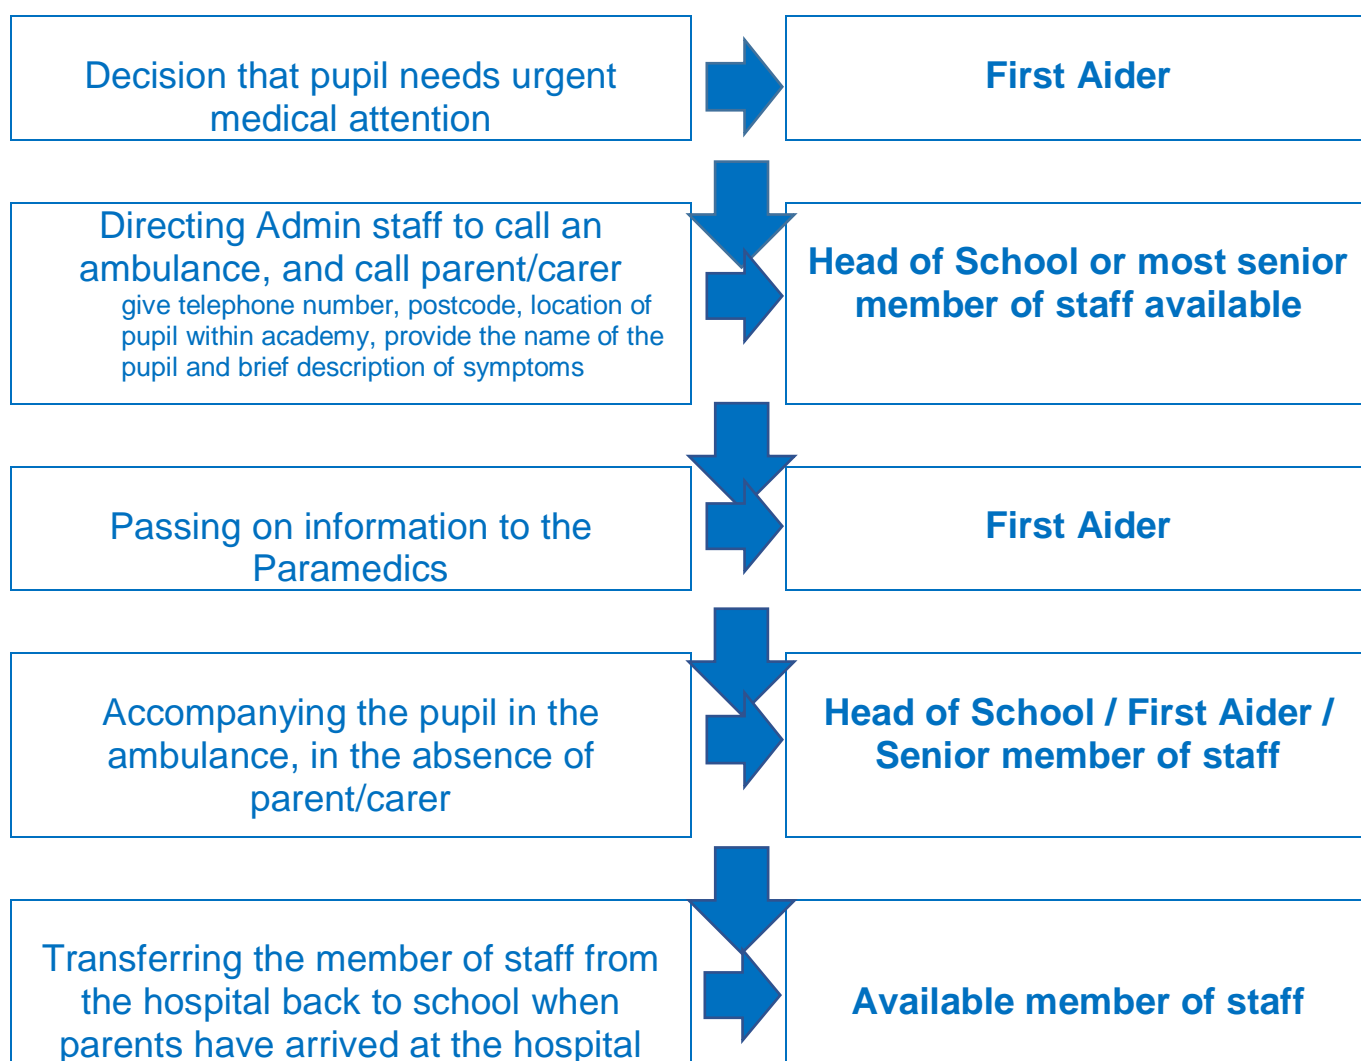 Decision that pupil needs urgent
medical attention
First Aider
Directing Admin staff to call an
ambulance, and call parent/carer
give telephone number, postcode, location of
pupil within academy, provide the name of the
pupil and brief description of symptoms
Head of School or most senior
member of staff available
Passing on information to the
Paramedics
First Aider
Accompanying the pupil in the
ambulance, in the absence of
parent/carer
Head of School / First Aider /
Senior member of staff
Transferring the member of staff from
the hospital back to school when
parents have arrived at the hospital
Available member of staff